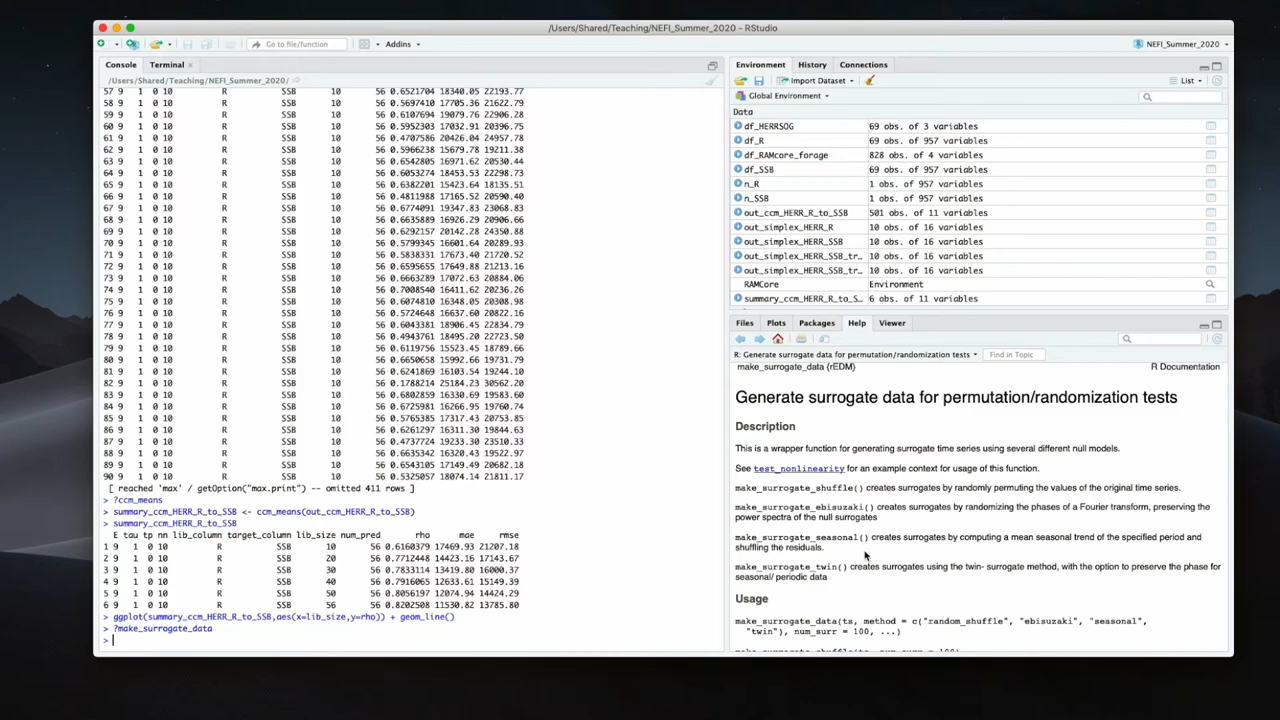 /Users/Shared/Teaching/NEFI_Summer_2020 - RStudio
Go to file/function Addins NEFI_Summer_2020
Console Terminal
/Users/Shared/Teaching/NEFI_Summer_2020/
57 9 1 0 10 R SSB 10 56 0.6521704 18340.05 22193.77
58 9 1 0 10 R SSB 10 56 0.5697410 17705.36 21622.79
59 9 1 0 10 R SSB 10 56 0.6107694 19079.76 22906.28
60 9 1 0 10 R SSB 10 56 0.5952303 17032.91 20396.75
61 9 1 0 10 R SSB 10 56 0.4707586 20426.04 24957.78
62 9 1 0 10 R SSB 10 56 0.5966238 15679.78 19211.38
63 9 1 0 10 R SSB 10 56 0.6542805 16971.62 20530.44
64 9 1 0 10 R SSB 10 56 0.6053274 18453.53 22592.73
65 9 1 0 10 R SSB 10 56 0.6382201 15423.64 18135.51
66 9 1 0 10 R SSB 10 56 0.4811988 17165.52 20590.40
67 9 1 0 10 R SSB 10 56 0.6774091 19347.83 23068.83
68 9 1 0 10 R SSB 10 56 0.6635889 16926.29 20906.66
69 9 1 0 10 R SSB 10 56 0.6292157 20142.28 24350.88
70 9 1 0 10 R SSB 10 56 0.5799345 16601.64 20285.93
71 9 1 0 10 R SSB 10 56 0.5838331 17673.40 21720.52
72 9 1 0 10 R SSB 10 56 0.6595655 17649.88 21213.16
73 9 1 0 10 R SSB 10 56 0.6663289 17072.63 20884.06
74 9 1 0 10 R SSB 10 56 0.7008540 16411.62 20236.26
75 9 1 0 10 R SSB 10 56 0.6074810 16348.05 20308.98
76 9 1 0 10 R SSB 10 56 0.5724648 16637.60 20822.16
77 9 1 0 10 R SSB 10 56 0.6043381 18906.45 22834.79
78 9 1 0 10 R SSB 10 56 0.4943761 18495.20 22723.50
79 9 1 0 10 R SSB 10 56 0.6119756 15523.45 18789.66
80 9 1 0 10 R SSB 10 56 0.6650658 15992.66 19731.79
81 9 1 0 10 R SSB 10 56 0.6241869 16103.54 19244.10
82 9 1 0 10 R SSB 10 56 0.1788214 25184.23 30562.20
83 9 1 0 10 R SSB 10 56 0.6802859 16330.69 19583.60
84 9 1 0 10 R SSB 10 56 0.6725981 16266.95 19760.74
85 9 1 0 10 R SSB 10 56 0.5765385 17317.43 20753.85
86 9 1 0 10 R SSB 10 56 0.6261297 16311.30 19844.63
87 9 1 0 10 R SSB 10 56 0.4737724 19233.30 23510.33
88 9 1 0 10 R SSB 10 56 0.6635342 16320.43 19522.97
89 9 1 0 10 R SSB 10 56 0.6543105 17149.49 20682.18
90 9 1 0 10 R SSB 10 56 0.5325057 18074.14 21811.17
[ reached 'max' / getOption("max.print") -- omitted 411 rows ]
> ?ccm_means
> summary_ccm_HERR_R_to_SSB <- ccm_means(out_ccm_HERR_R_to_SSB)
> summary_ccm_HERR_R_to_SSB
E tau tp nn lib_column target_column lib_size num_pred rho mae rmse
1 9 1 0 10 R SSB 10 56 0.6160379 17469.93 21207.18
2 9 1 0 10 R SSB 20 56 0.7712448 14423.16 17143.67
3 9 1 0 10 R SSB 30 56 0.7833114 13419.80 16000.37
4 9 1 0 10 R SSB 40 56 0.7916065 12633.61 15149.39
5 9 1 0 10 R SSB 50 56 0.8056197 12074.94 14424.29
6 9 1 0 10 R SSB 56 56 0.8202508 11530.82 13785.80
> ggplot(summary_ccm_HERR_R_to_SSB,aes(x=lib_size,y=rho)) + geom_line()
> ?make_surrogate_data
>
Environment History Connections
Import Dataset List
Global Environment
Data
df_HERRSOG 69 obs. of 3 variables
df_R 69 obs. of 957 variables
df_RAMcore_forage 828 obs. of 4 variables
df_SSB 69 obs. of 957 variables
n_R 1 obs. of 957 variables
n_SSB 1 obs. of 957 variables
out_ccm_HERR_R_to_SSB 501 obs. of 11 variables
out_simplex_HERR_R 10 obs. of 16 variables
out_simplex_HERR_SSB 10 obs. of 16 variables
out_simplex_HERR_SSB_tr… 10 obs. of 16 variables
out_simplex_HERR_SSB_tr… 10 obs. of 16 variables
RAMCore Environment
summary_ccm_HERR_R_to_S… 6 obs. of 11 variables
Files Plots Packages Help Viewer
R: Generate surrogate data for permutation/randomization tests Find in Topic
make_surrogate_data {rEDM} R Documentation
Generate surrogate data for permutation/randomization tests
Description
This is a wrapper function for generating surrogate time series using several different null models.
See test_nonlinearity for an example context for usage of this function.
make_surrogate_shuffle() creates surrogates by randomly permuting the values of the original time series.
make_surrogate_ebisuzaki() creates surrogates by randomizing the phases of a Fourier transform, preserving the
power spectra of the null surrogates
make_surrogate_seasonal() creates surrogates by computing a mean seasonal trend of the specified period and
shuffling the residuals.
make_surrogate_twin() creates surrogates using the twin- surrogate method, with the option to preserve the phase for
seasonal/ periodic data
Usage
make_surrogate_data(ts, method = c("random_shuffle", "ebisuzaki", "seasonal",
"twin"), num_surr = 100, ...)